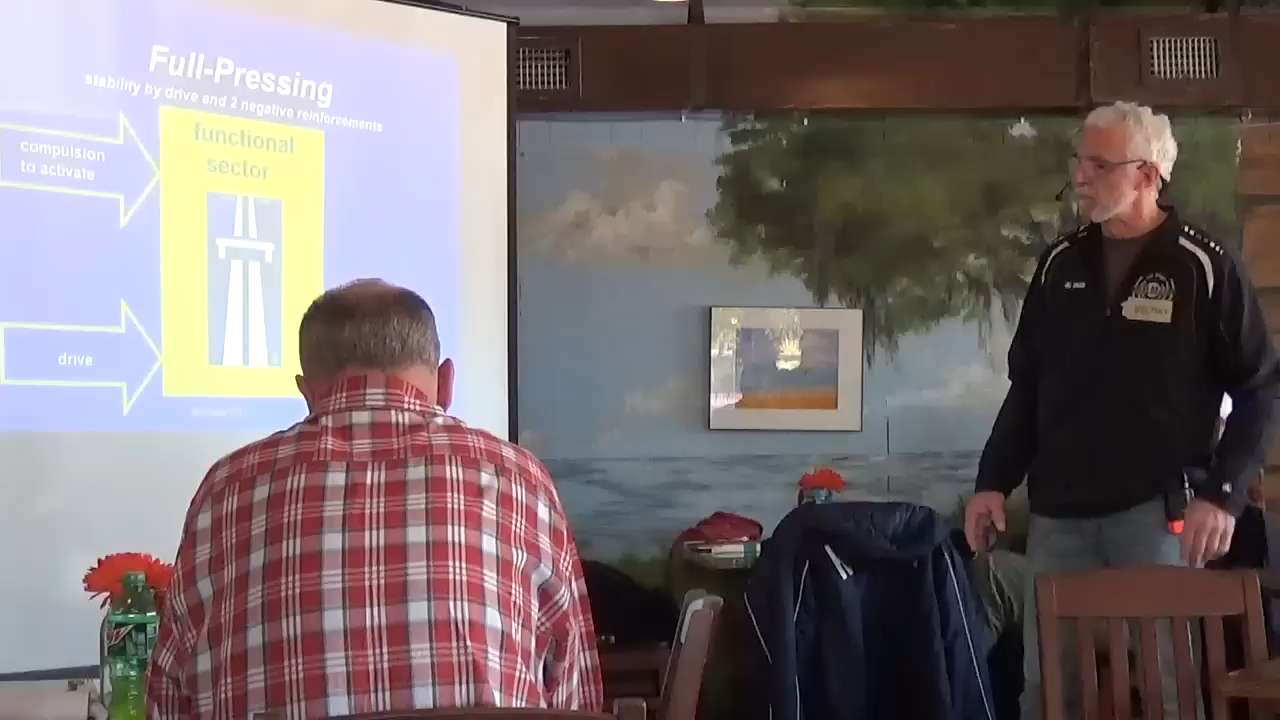 Full-Pressing
stability by drive and 2 negative reinforcements
functional
sector
compulsion
to activate
drive